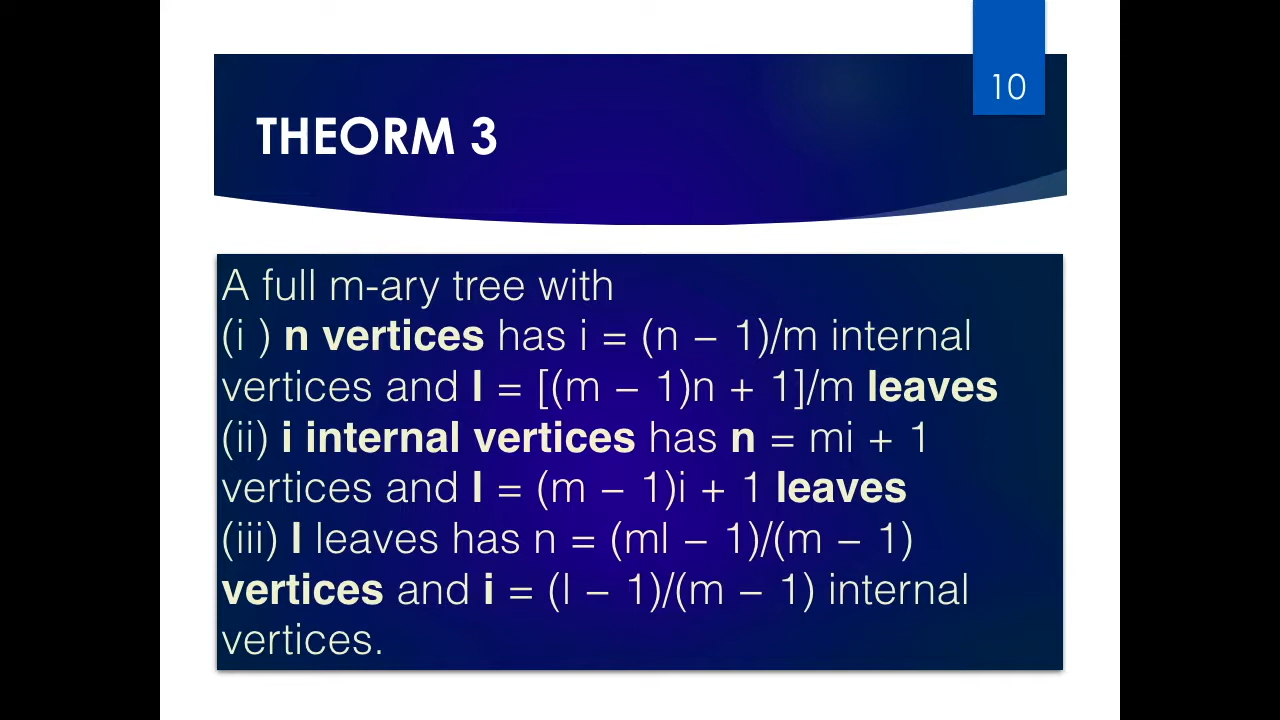 10
THEORM 3
A full m-ary tree with
(i ) n vertices has i = (n − 1)/m internal
vertices and l = [(m − 1)n + 1]/m leaves
(ii) i internal vertices has n = mi + 1
vertices and l = (m − 1)i + 1 leaves
(iii) l leaves has n = (ml − 1)/(m − 1)
vertices and i = (l − 1)/(m − 1) internal
vertices.